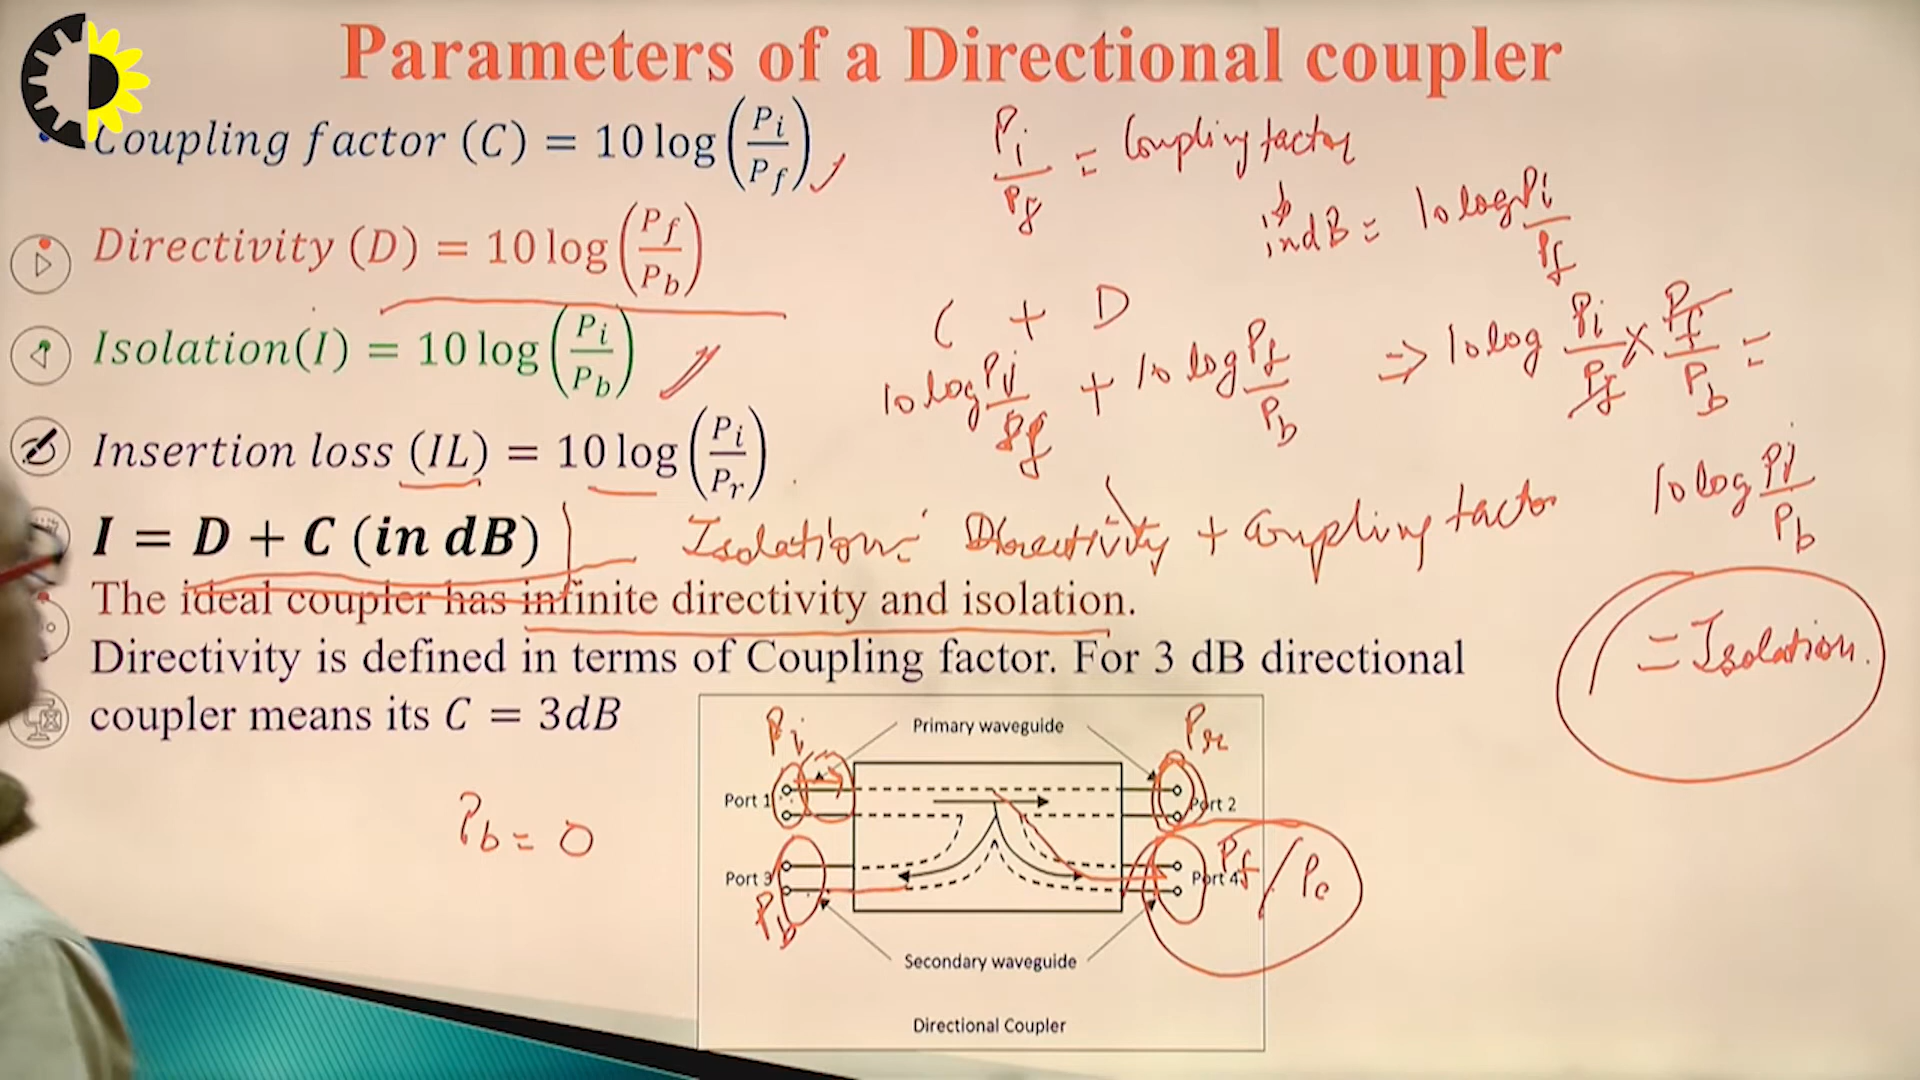 Parameters of a Directional coupler
Coupling factor (C) = 10 log(Pi/Pf)
Pi/Pf = Coupling factor
in dB = 10 log Pi/Pf
Directivity (D) = 10 log(Pf/Pb)
C + D
Isolation(I) = 10 log(Pi/Pb)
10 log Pi/Pf + 10 log Pf/Pb ⇒ 10 log Pi/Pf × Pf/Pb =
Insertion loss (IL) = 10 log(Pi/Pr)
10 log Pi/Pb
I = D + C (in dB)
Isolation = Directivity + Coupling factor
The ideal coupler has infinite directivity and isolation.
= Isolation.
Directivity is defined in terms of Coupling factor. For 3 dB directional
coupler means its C = 3dB
Pi
Primary waveguide
Pr
Port 1
Port 2
Pb = 0
Port 3
Port 4
Pf / Pc
Pb
Secondary waveguide
Directional Coupler